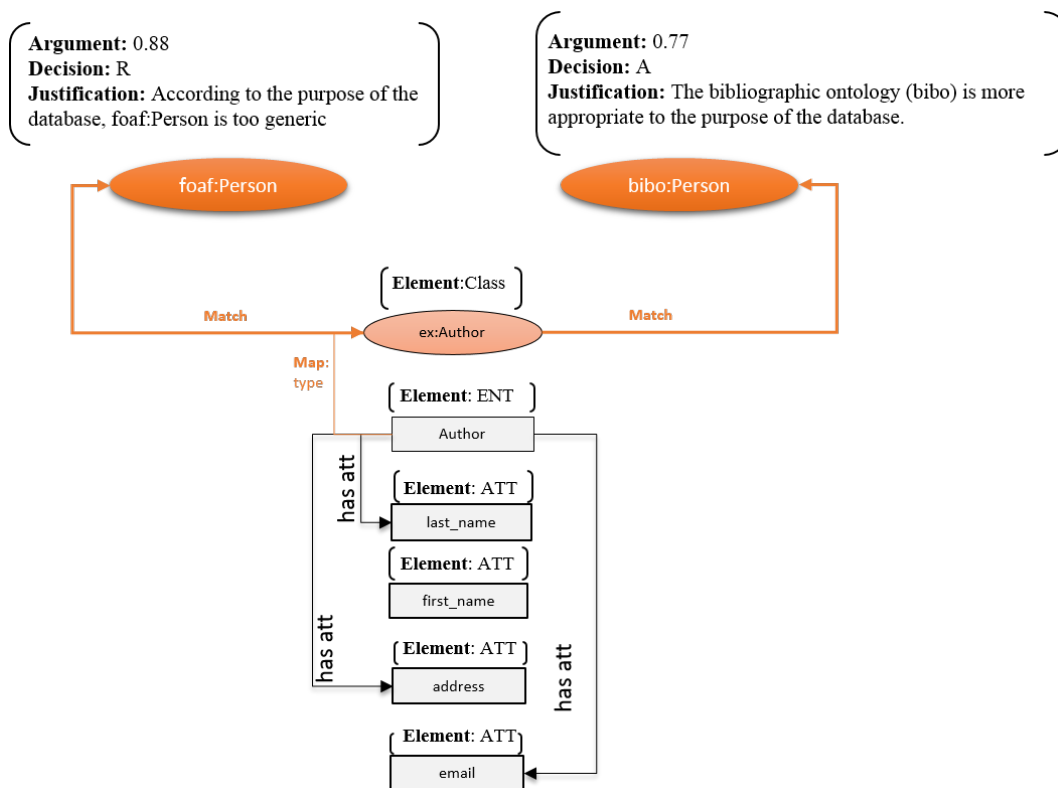 Argument: 0.88
Decision: R
Justification: According to the purpose of the
database, foaf:Person is too generic
Argument: 0.77
Decision: A
Justification: The bibliographic ontology (bibo) is more
appropriate to the purpose of the database.
foaf:Person
bibo:Person
Element:Class
Match
ex:Author
Match
Map:
type
Element: ENT
Author
has att
Element: ATT
last_name
Element: ATT
first_name
has att
Element: ATT
address
has att
Element: ATT
email